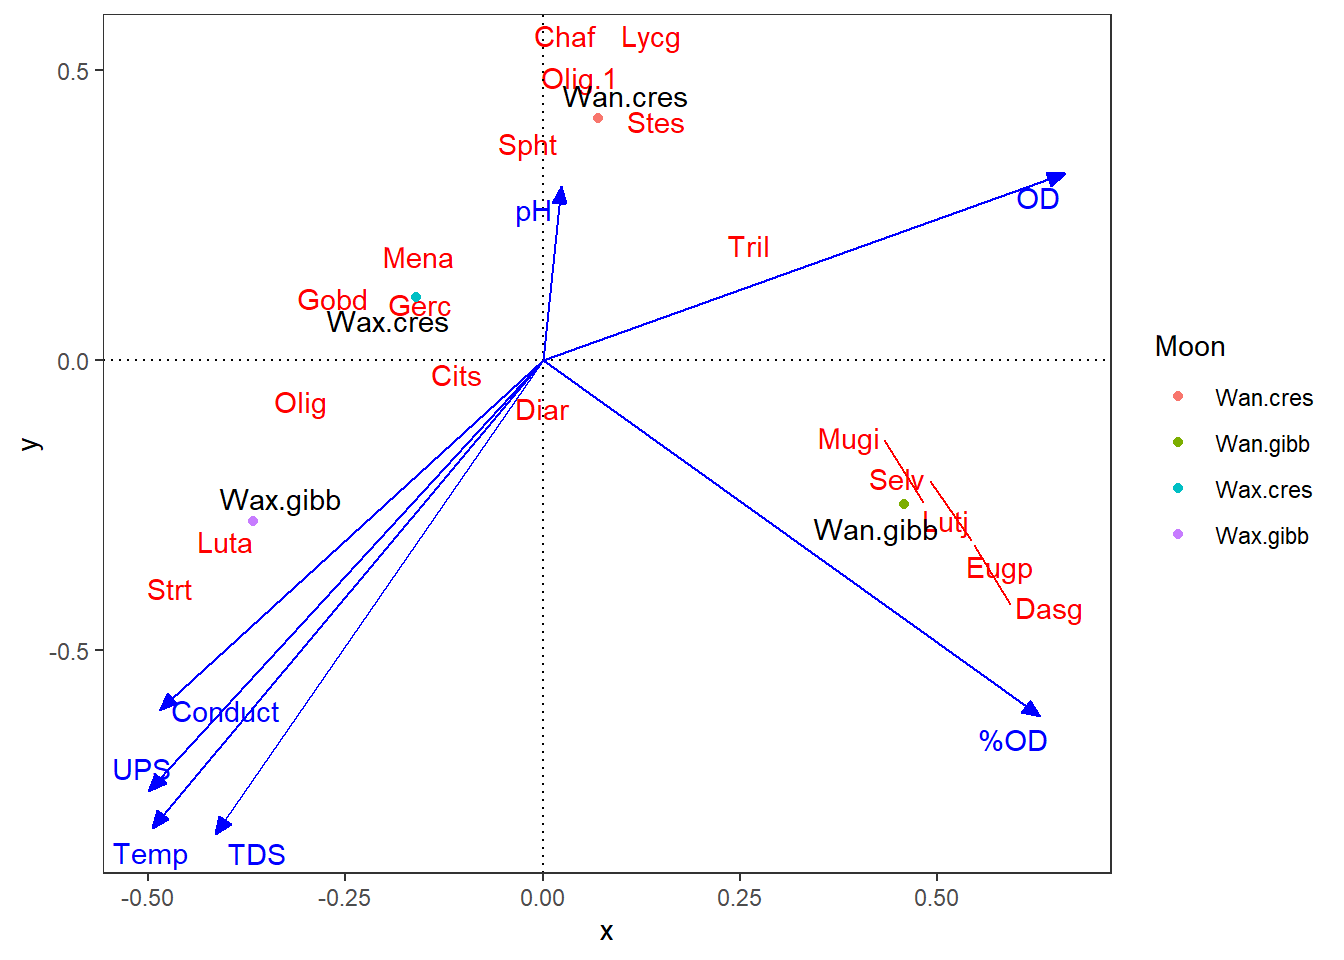 Chaf
Lycg
0.5
Olig.1
Wan.cres
Stes
Spht
OD
pH
Tril
Mena
Gobd
Gerc
Wax.cres
Moon
0.0
Cits
Wan.cres
Olig
Diar
Mugi
Wan.gibb
y
Selv
Wax.gibb
Wax.cres
Lutj
Wan.gibb
Luta
Wax.gibb
Eugp
Strt
Dasg
-0.5
Conduct
%OD
UPS
Temp
TDS
-0.50
-0.25
0.00
0.25
0.50
x